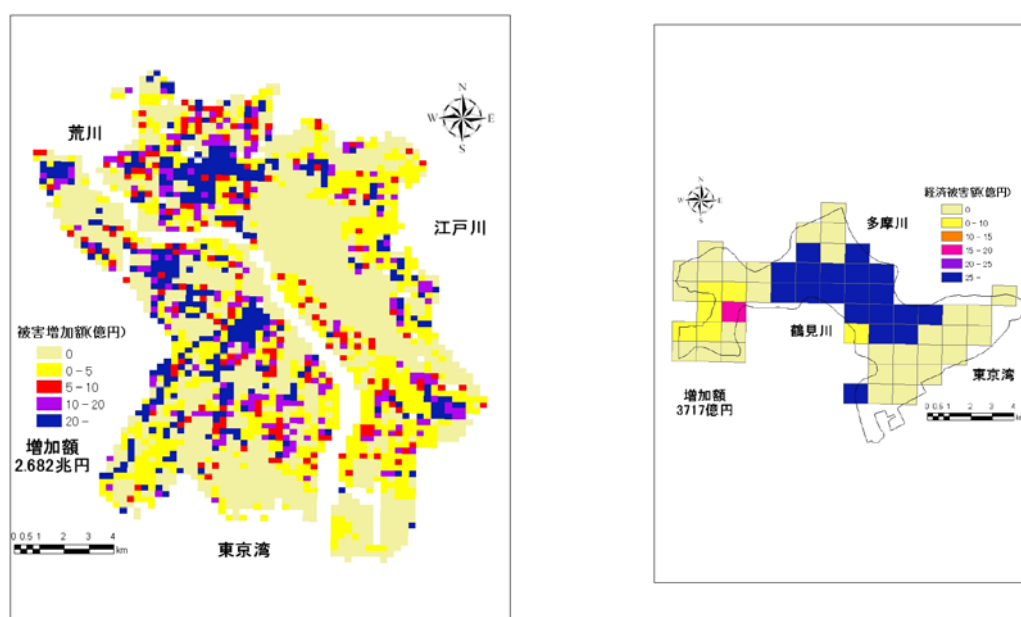 荒川
N
W
E
S
江戸川
被害増加額(億円)
0
0-5
5-10
10-20
20-
増加額
2.682兆円
0 0.5 1 2 3 4
km
東京湾
N
W
E
S
多摩川
経済被害額(億円)
0
0-10
10-15
15-20
20-25
25-
鶴見川
東京湾
増加額
3717億円
0 0.5 1 2 3 4